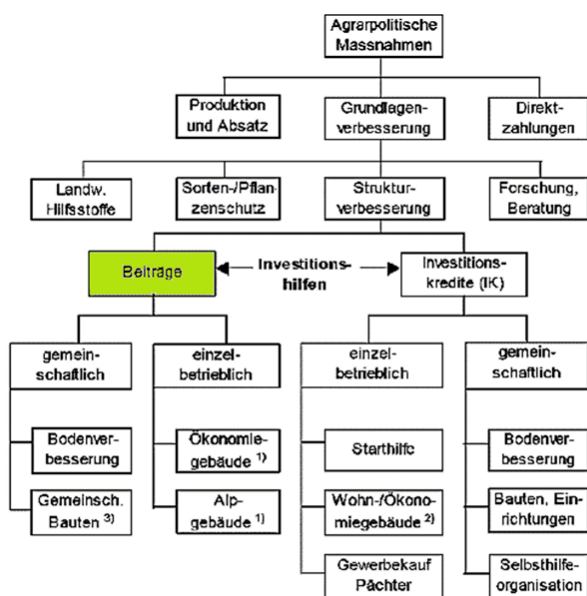 Agrarpolitische
Massnahmen
Produktion
und Absatz
Grundlagen-
verbesserung
Direkt-
zahlungen
Landw.
Hilfsstoffe
Sorten-/Pflan-
zenschutz
Struktur-
verbesserung
Forschung,
Beratung
Beiträge
Investitions-
hilfen
Investitions-
kredite (IK)
gemein-
schaftlich
einzel-
betrieblich
einzel-
betrieblich
gemein-
schaftlich
Bodenver-
besserung
Ökonomie-
gebäude 1)
Starthilfe
Bodenver-
besserung
Gemeinsch.
Bauten 3)
Alp-
gebäude 1)
Wohn-/Ökono-
miegebäude 2)
Bauten, Ein-
richtungen
Gewerbekauf
Pächter
Selbsthilfe-
organisation